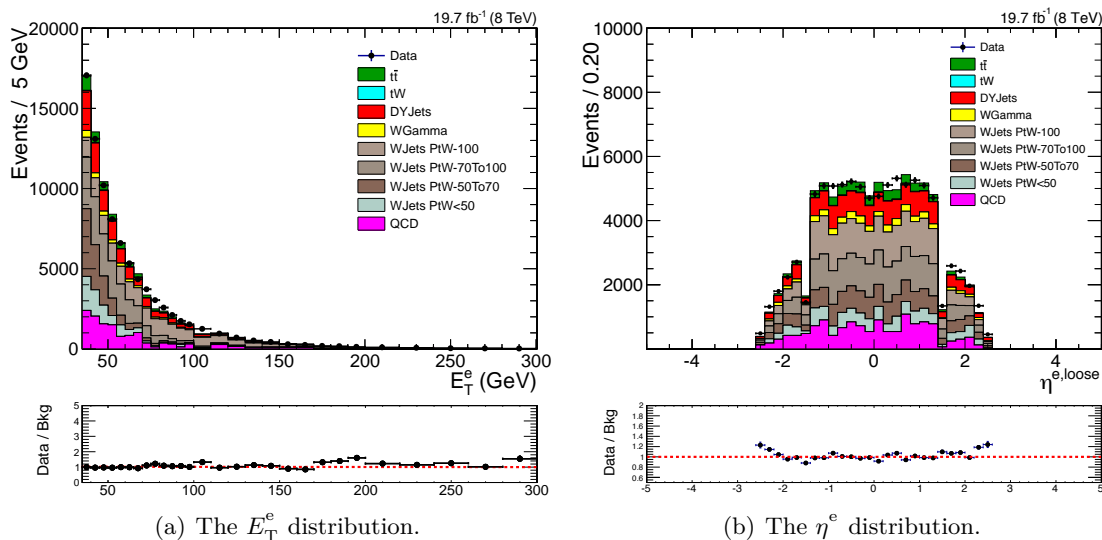 19.7 fb⁻¹ (8 TeV)
Events / 5 GeV
20000
15000
10000
5000
0
Data
tt̄
tW
DYJets
WGamma
WJets PtW-100
WJets PtW-70To100
WJets PtW-50To70
WJets PtW<50
QCD
50 100 150 200 250 300
E_T^e (GeV)
Data / Bkg
5
4
3
2
1
0
50 100 150 200 250 300
(a) The E_T^e distribution.
19.7 fb⁻¹ (8 TeV)
Events / 0.20
10000
8000
6000
4000
2000
Data
tt̄
tW
DYJets
WGamma
WJets PtW-100
WJets PtW-70To100
WJets PtW-50To70
WJets PtW<50
QCD
-4 -2 0 2 4
η^e,loose
Data / Bkg
2
1.8
1.6
1.4
1.2
1
0.8
0.6
-5 -4 -3 -2 -1 0 1 2 3 4 5
(b) The η^e distribution.